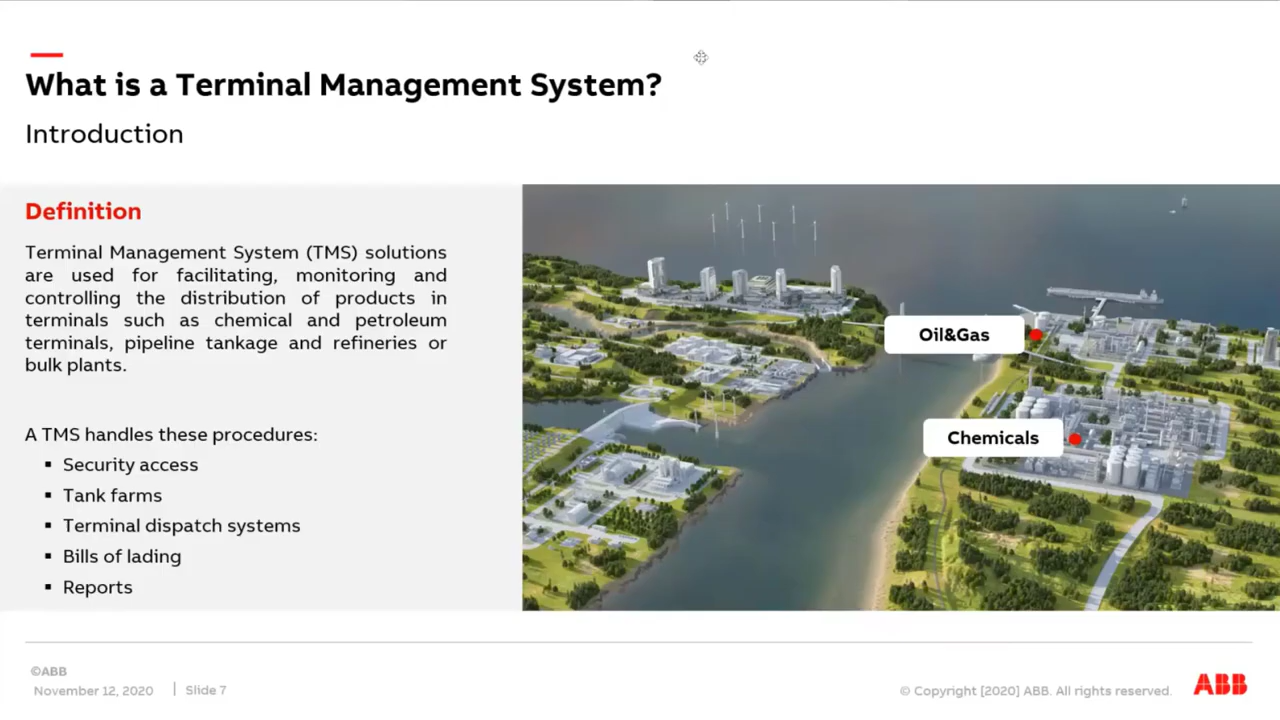 What is a Terminal Management System?
Introduction
Definition
Terminal Management System (TMS) solutions
are used for facilitating, monitoring and
controlling the distribution of products in
terminals such as chemical and petroleum
terminals, pipeline tankage and refineries or
bulk plants.
A TMS handles these procedures:
▪ Security access
▪ Tank farms
▪ Terminal dispatch systems
▪ Bills of lading
▪ Reports
Oil&Gas
Chemicals
©ABB
November 12, 2020 | Slide 7
© Copyright [2020] ABB. All rights reserved.
ABB